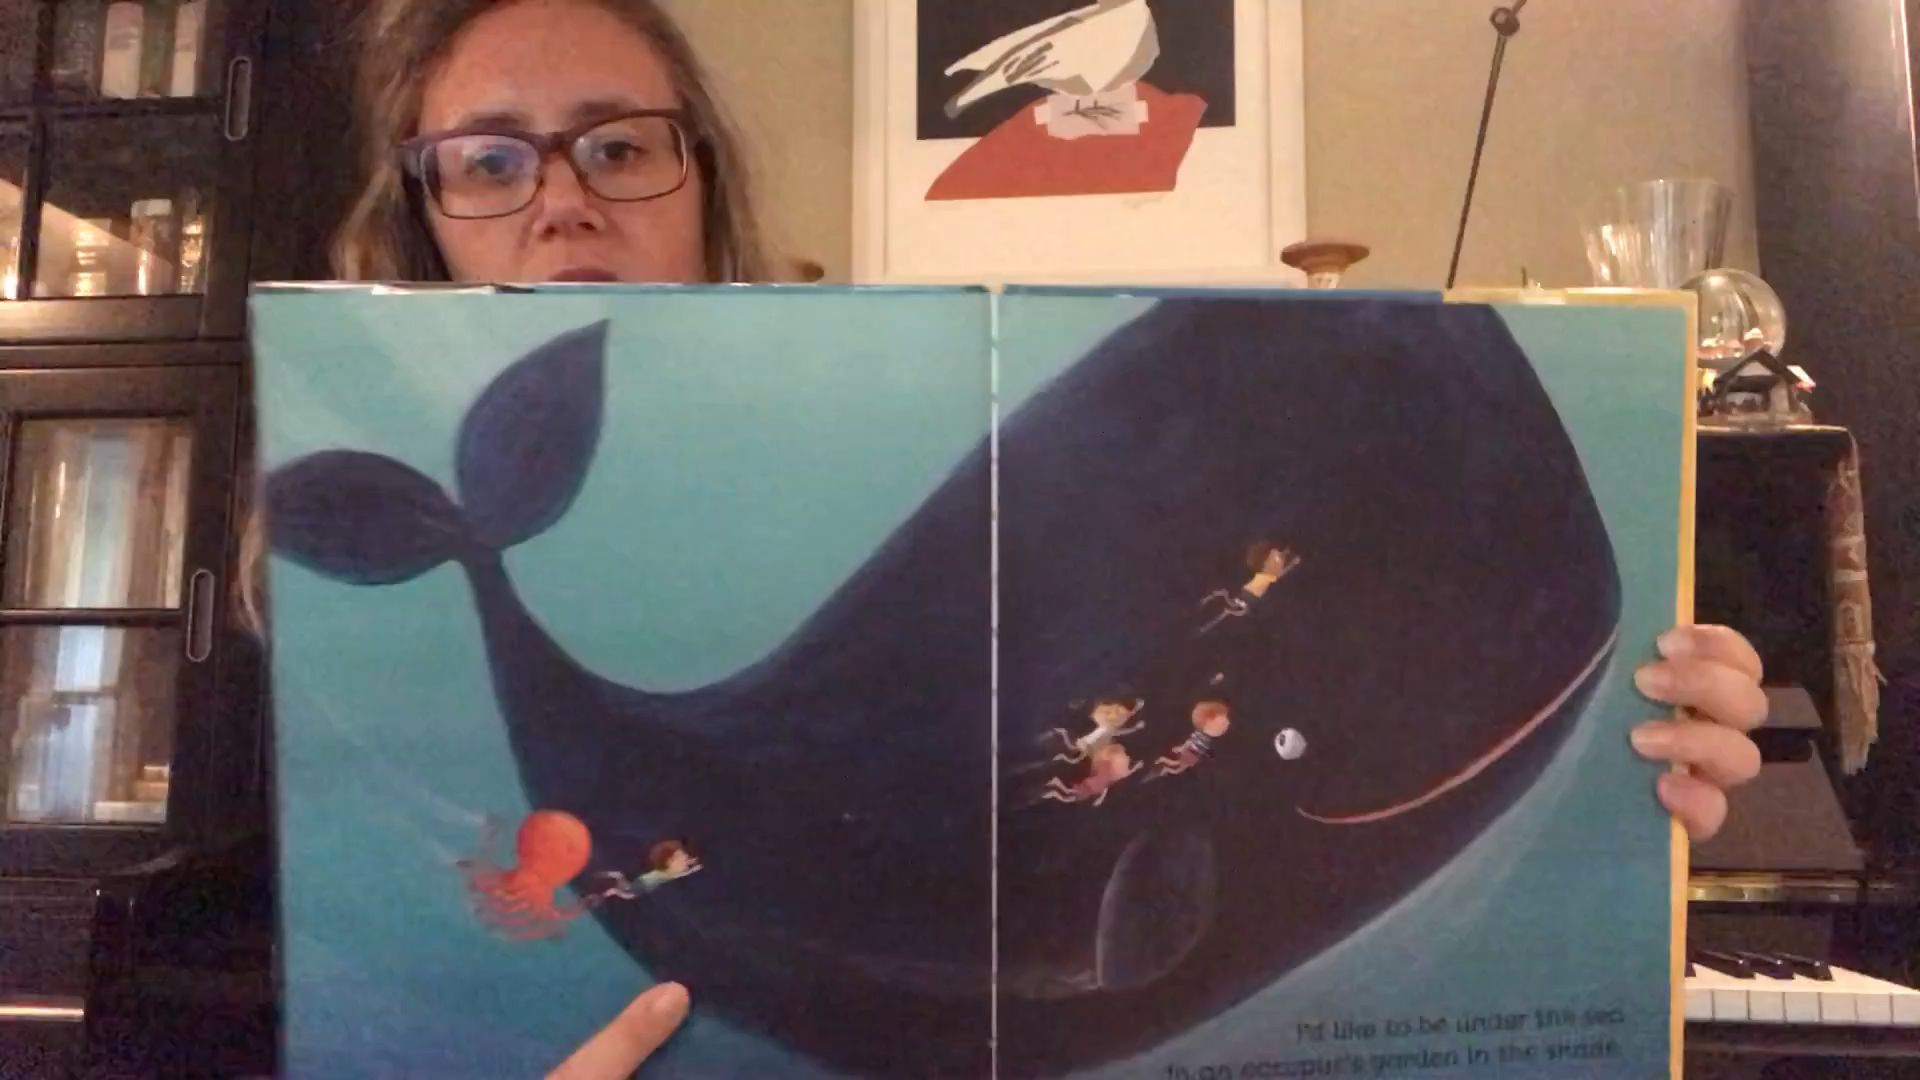 I'd like to be under the sea
In an octopus's garden in the shade.